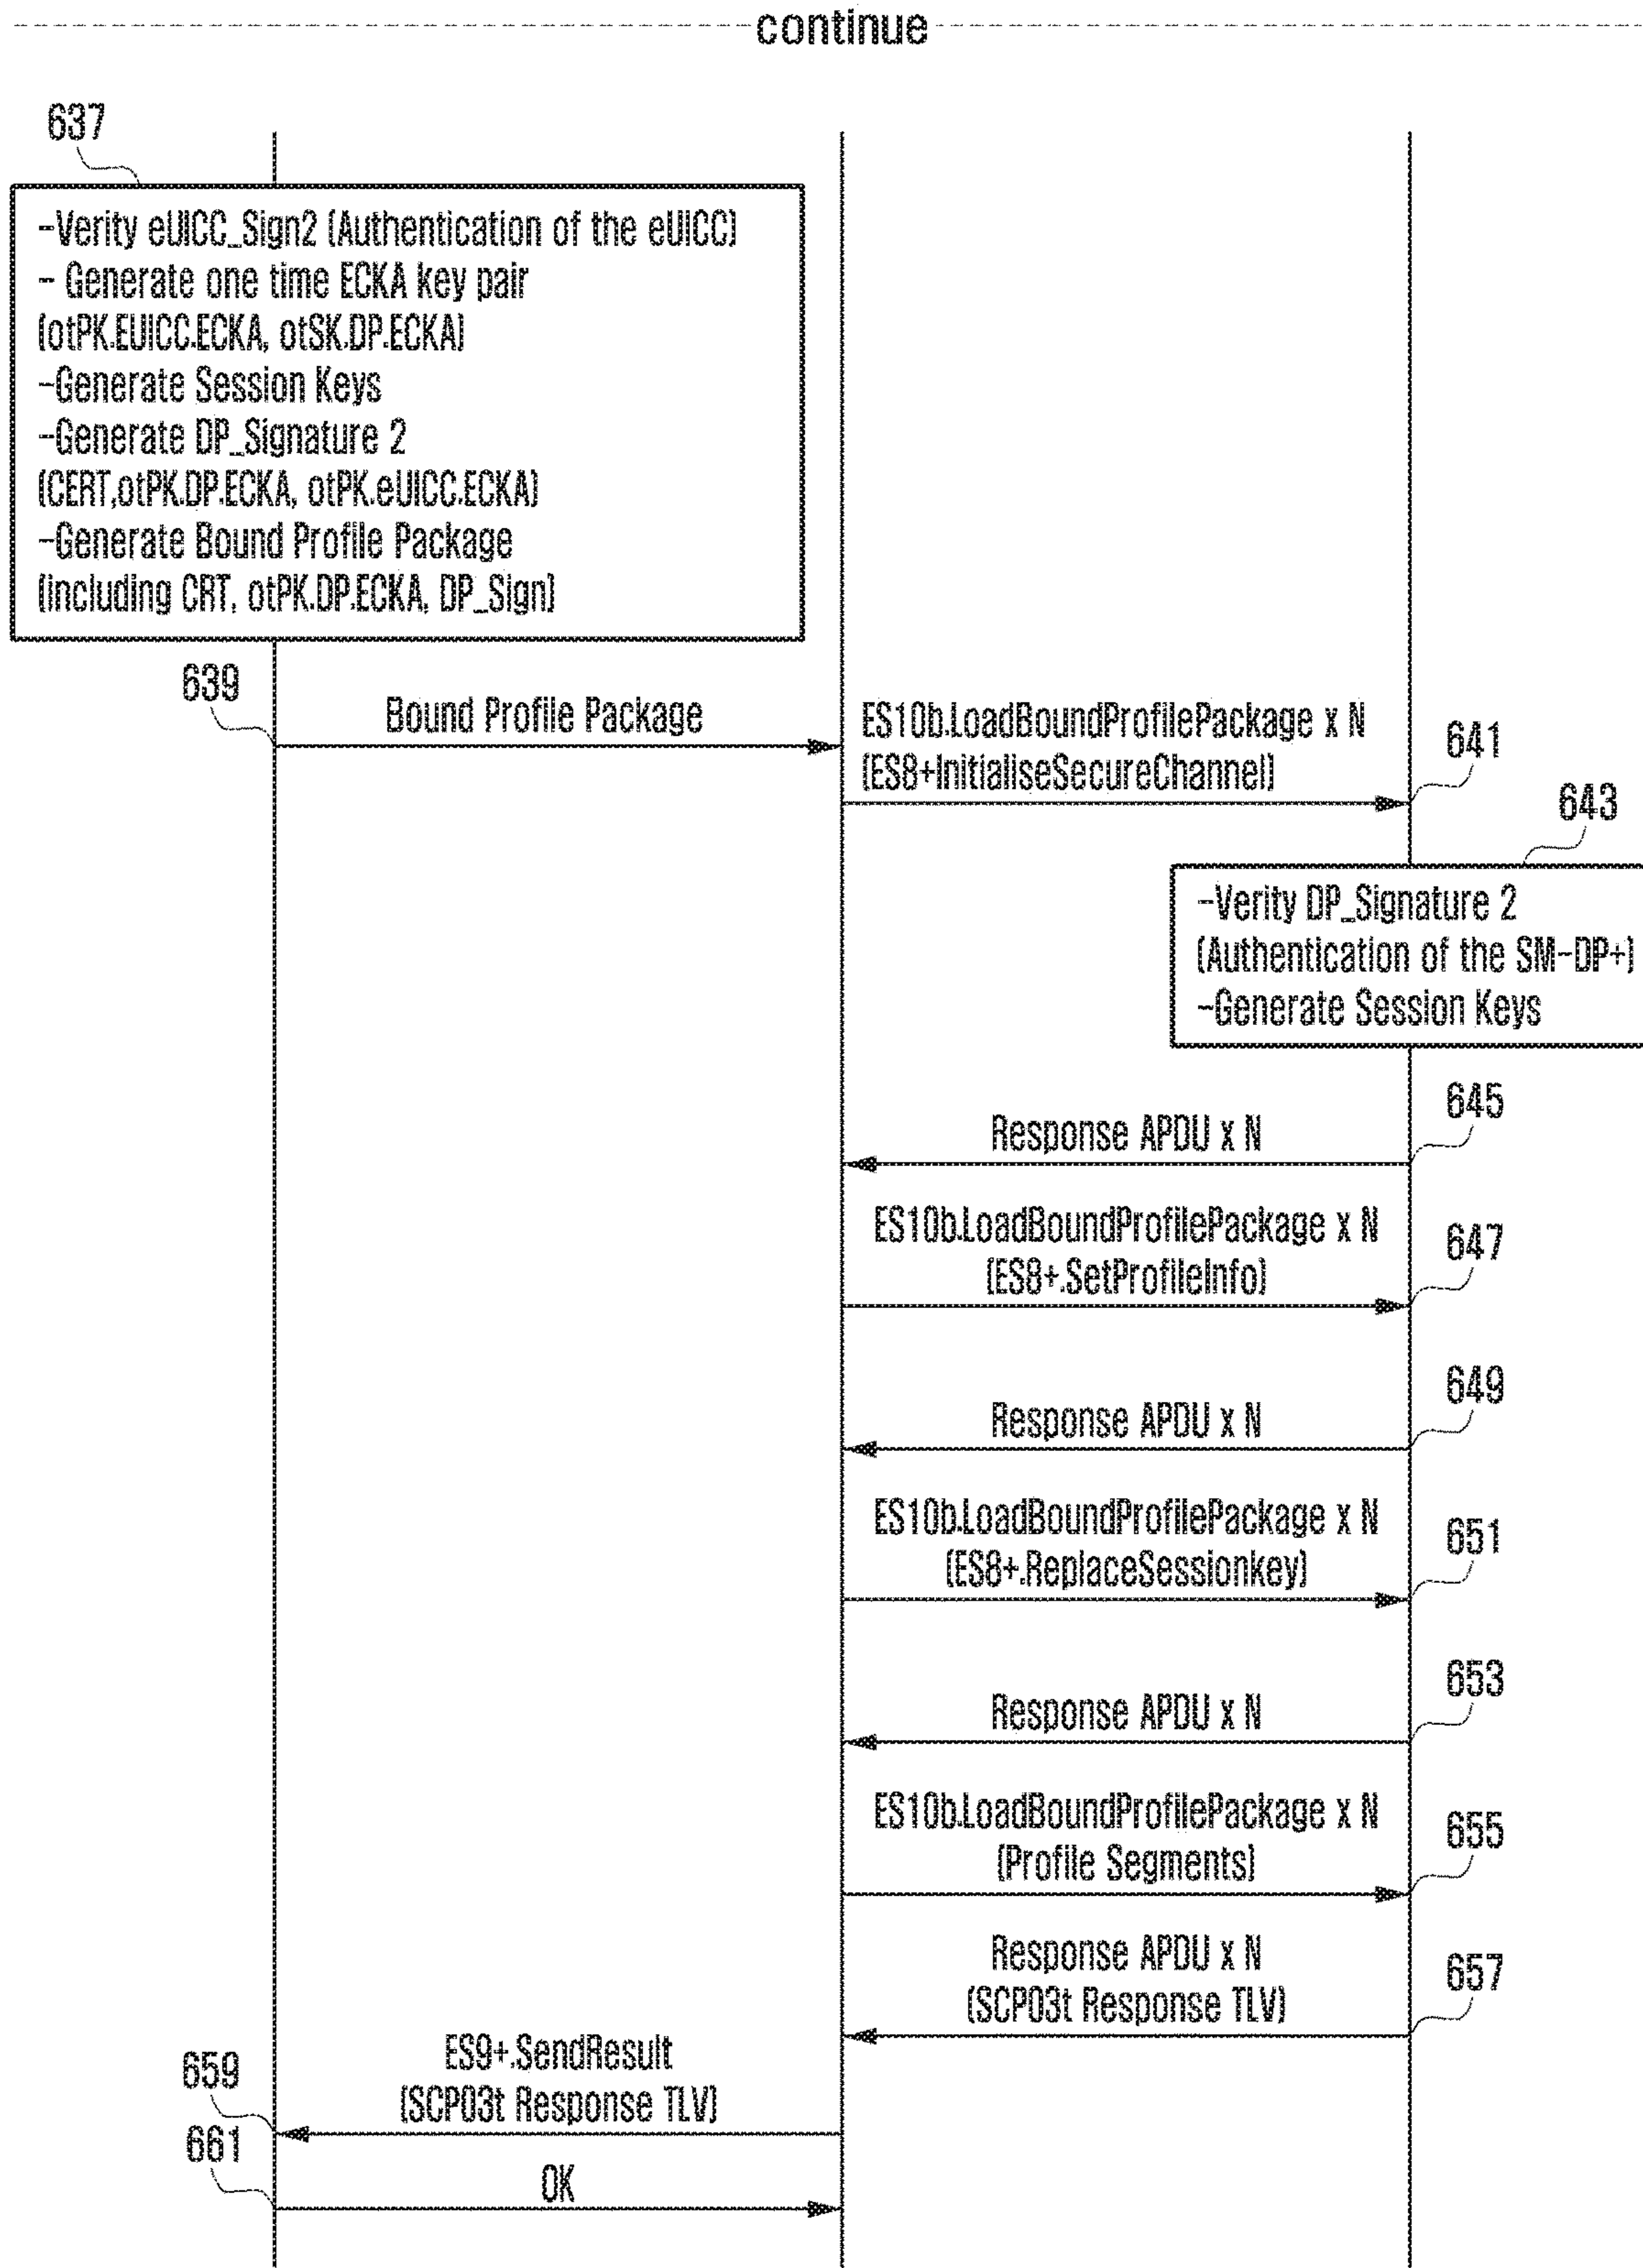 continue
637
-Verity eUICC_Sign2 (Authentication of the eUICC)
- Generate one time ECKA key pair
(otPK.EUICC.ECKA, otSK.DP.ECKA)
-Generate Session Keys
-Generate DP_Signature 2
(CERT,otPK.DP.ECKA, otPK.eUICC.ECKA)
-Generate Bound Profile Package
(including CRT, otPK.DP.ECKA, DP_Sign)
639
Bound Profile Package
ES10b.LoadBoundProfilePackage x N
(ES8+InitialiseSecureChannel)
641
643
-Verity DP_Signature 2
(Authentication of the SM-DP+)
-Generate Session Keys
645
Response APDU x N
ES10b.LoadBoundProfilePackage x N
(ES8+.SetProfileInfo)
647
649
Response APDU x N
ES10b.LoadBoundProfilePackage x N
(ES8+.ReplaceSessionkey)
651
653
Response APDU x N
ES10b.LoadBoundProfilePackage x N
(Profile Segments)
655
Response APDU x N
(SCP03t Response TLV)
657
659
ES9+.SendResult
(SCP03t Response TLV)
661
OK